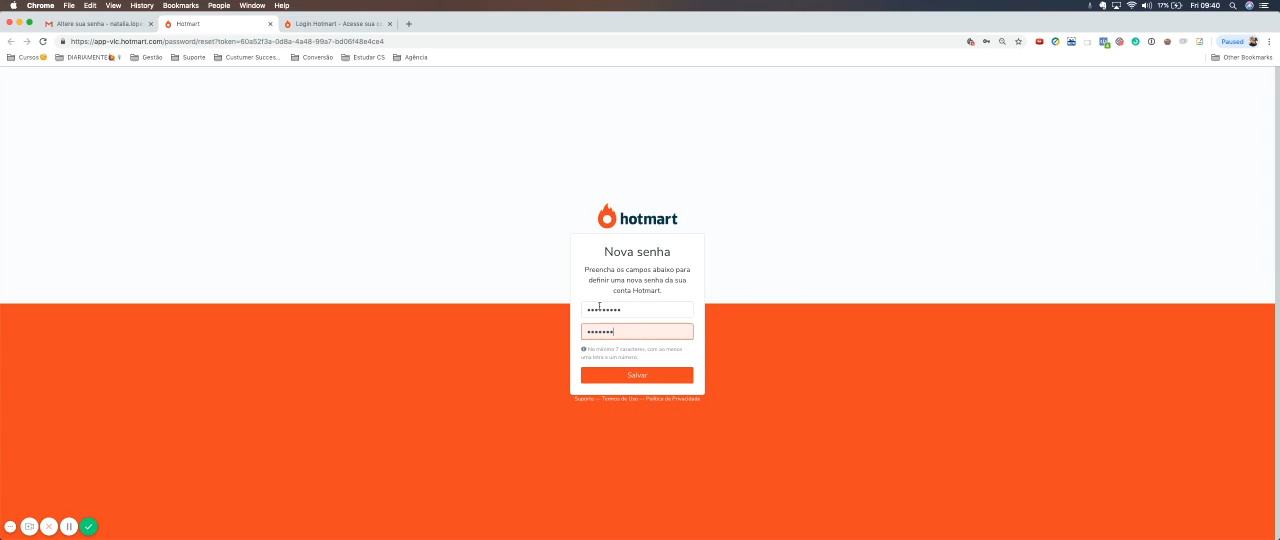 Chrome File Edit View History Bookmarks People Window Help 17% Fri 09:40
Altere sua senha - natalia.lope
Hotmart
Login Hotmart - Acesse sua co
https://app-vlc.hotmart.com/password/reset?token=60a52f3a-0d8a-4a48-99a7-bd06f48e4ce4
Paused
Cursos DIARIAMENTE Gestão Suporte Custumer Succes... Conversão Estudar CS Agência Other Bookmarks
hotmart
Nova senha
Preencha os campos abaixo para
definir uma nova senha da sua
conta Hotmart.
•••••••••
•••••••
No mínimo 7 caracteres, com ao menos
uma letra e um número.
Salvar
Suporte — Termos de Uso — Política de Privacidade